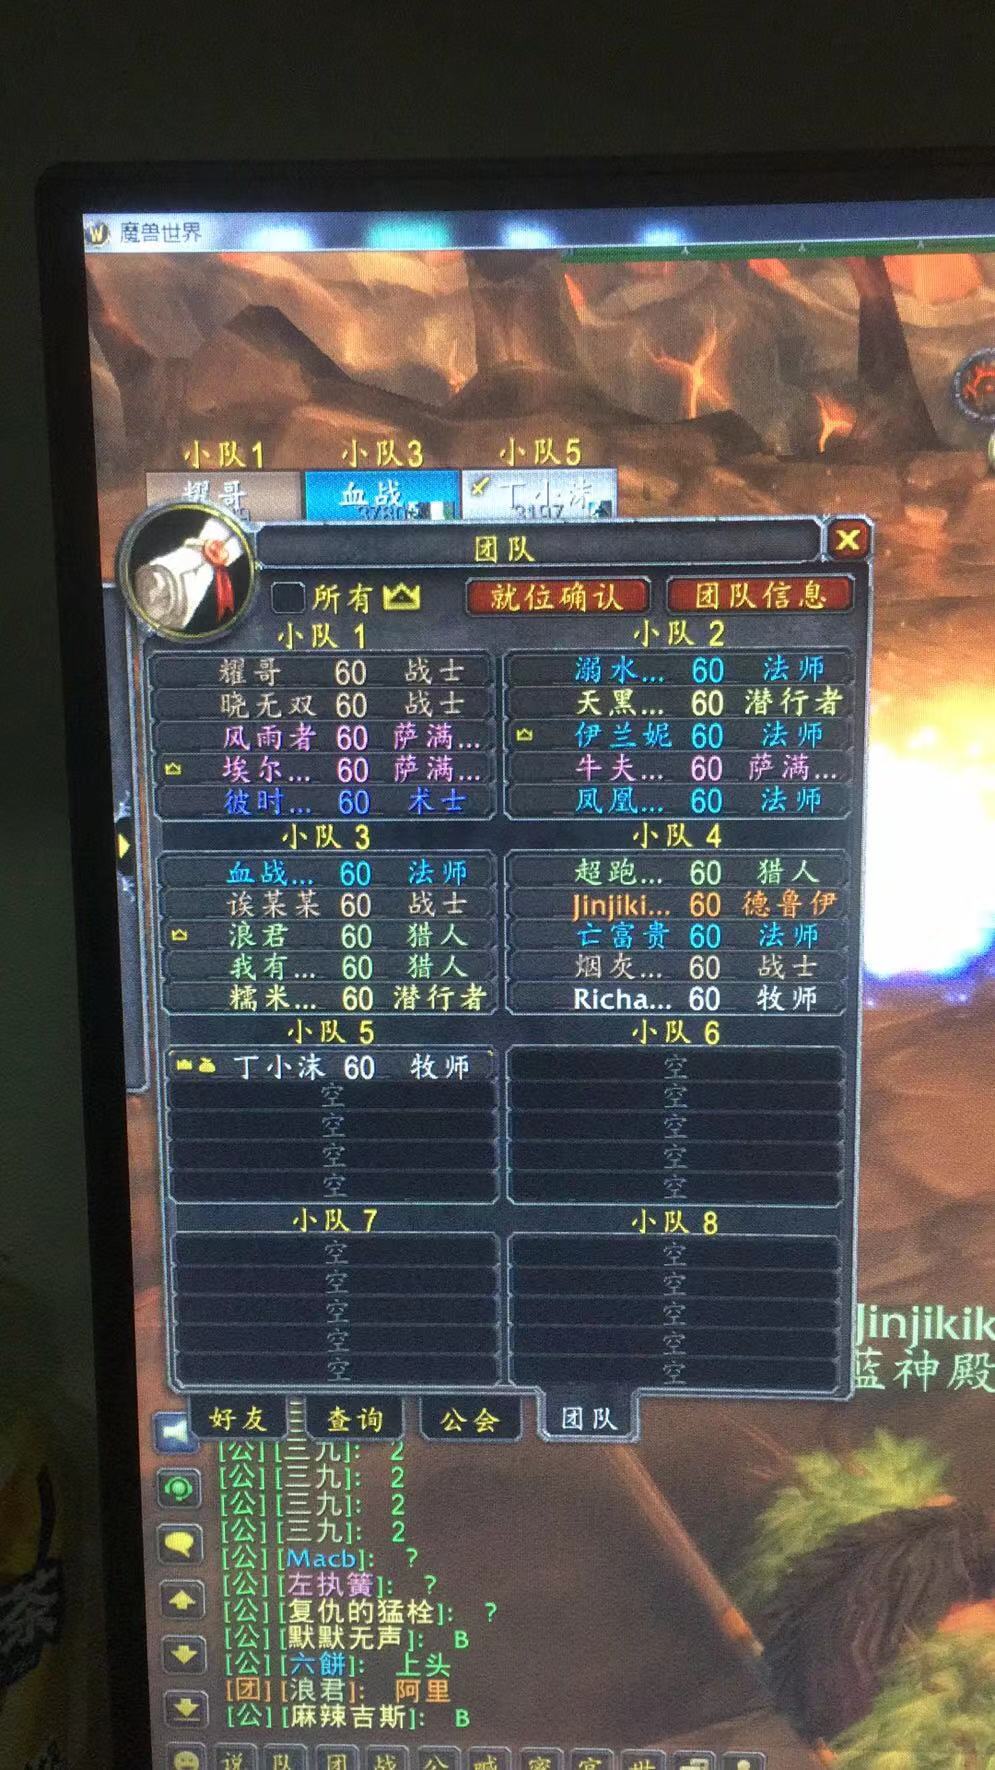 魔兽世界
小队1 小队3 小队5
耀哥 血战 丁小沫
团队
所有 就位确认 团队信息
小队 1 小队 2
耀哥 60 战士
晓无双 60 战士
风雨者 60 萨满...
埃尔... 60 萨满...
彼时... 60 术士
溺水... 60 法师
天黑... 60 潜行者
伊兰妮 60 法师
牛夫... 60 萨满...
凤凰... 60 法师
小队 3 小队 4
血战... 60 法师
诶某某 60 战士
浪君 60 猎人
我有... 60 猎人
糯米... 60 潜行者
超跑... 60 猎人
Jinjiki... 60 德鲁伊
亡富贵 60 法师
烟灰... 60 战士
Richa... 60 牧师
小队 5 小队 6
丁小沫 60 牧师
空
空
空
空
空
空
空
空
空
小队 7 小队 8
空
空
空
空
空
空
空
空
空
空
Jinjikik
蓝神殿
好友 查询 公会 团队
[公][三九]: 2
[公][三九]: 2
[公][三九]: 2
[公][三九]: 2
[公][Macb]: ?
[公][左执簧]: ?
[公][复仇的猛栓]: ?
[公][默默无声]: B
[公][六餅]: 上头
[团][浪君]: 阿里
[公][麻辣吉斯]: B
说 队 团 战 公 喊 密 官 世